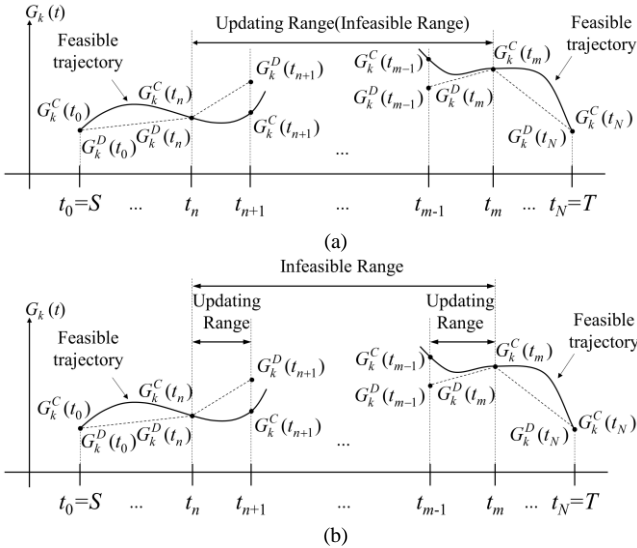 G_k(t)
Updating Range(Infeasible Range)
Feasible trajectory
G_k^C(t_0)
G_k^C(t_n)
G_k^D(t_{n+1})
G_k^D(t_0)
G_k^D(t_n)
G_k^C(t_{n+1})
G_k^C(t_{m-1})
G_k^C(t_m)
Feasible trajectory
G_k^D(t_{m-1})
G_k^D(t_m)
G_k^C(t_N)
G_k^D(t_N)
...
t_0=S ... t_n t_{n+1} ... t_{m-1} t_m ... t_N=T
(a)
Infeasible Range
G_k(t)
Updating Range
Updating Range
Feasible trajectory
G_k^C(t_0)
G_k^C(t_n)
G_k^D(t_{n+1})
G_k^D(t_0)
G_k^D(t_n)
G_k^C(t_{n+1})
G_k^C(t_{m-1})
G_k^C(t_m)
Feasible trajectory
G_k^D(t_{m-1})
G_k^D(t_m)
G_k^C(t_N)
G_k^D(t_N)
...
t_0=S ... t_n t_{n+1} ... t_{m-1} t_m ... t_N=T
(b)